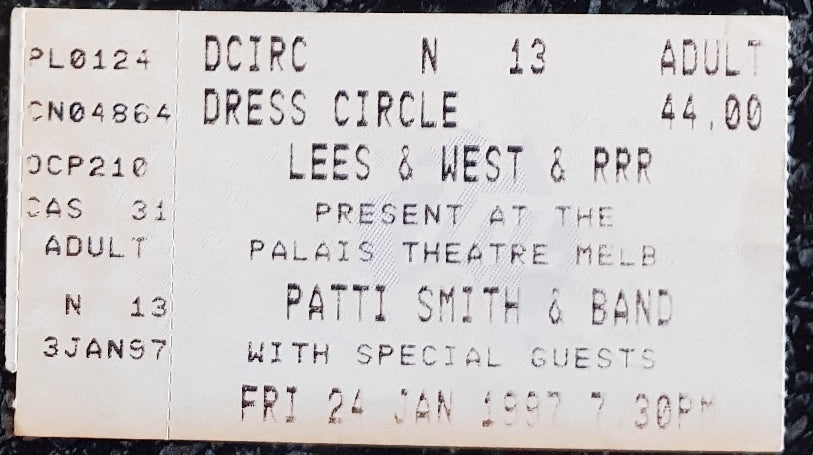 PL0124
CN04864
OCP210
CAS 31
ADULT
N 13
3JAN97
DCIRC N 13 ADULT
DRESS CIRCLE 44.00
LEES & WEST & RRR
PRESENT AT THE
PALAIS THEATRE MELB.
PATTI SMITH & BAND
WITH SPECIAL GUESTS
FRI 24 JAN 1997 7.30PM